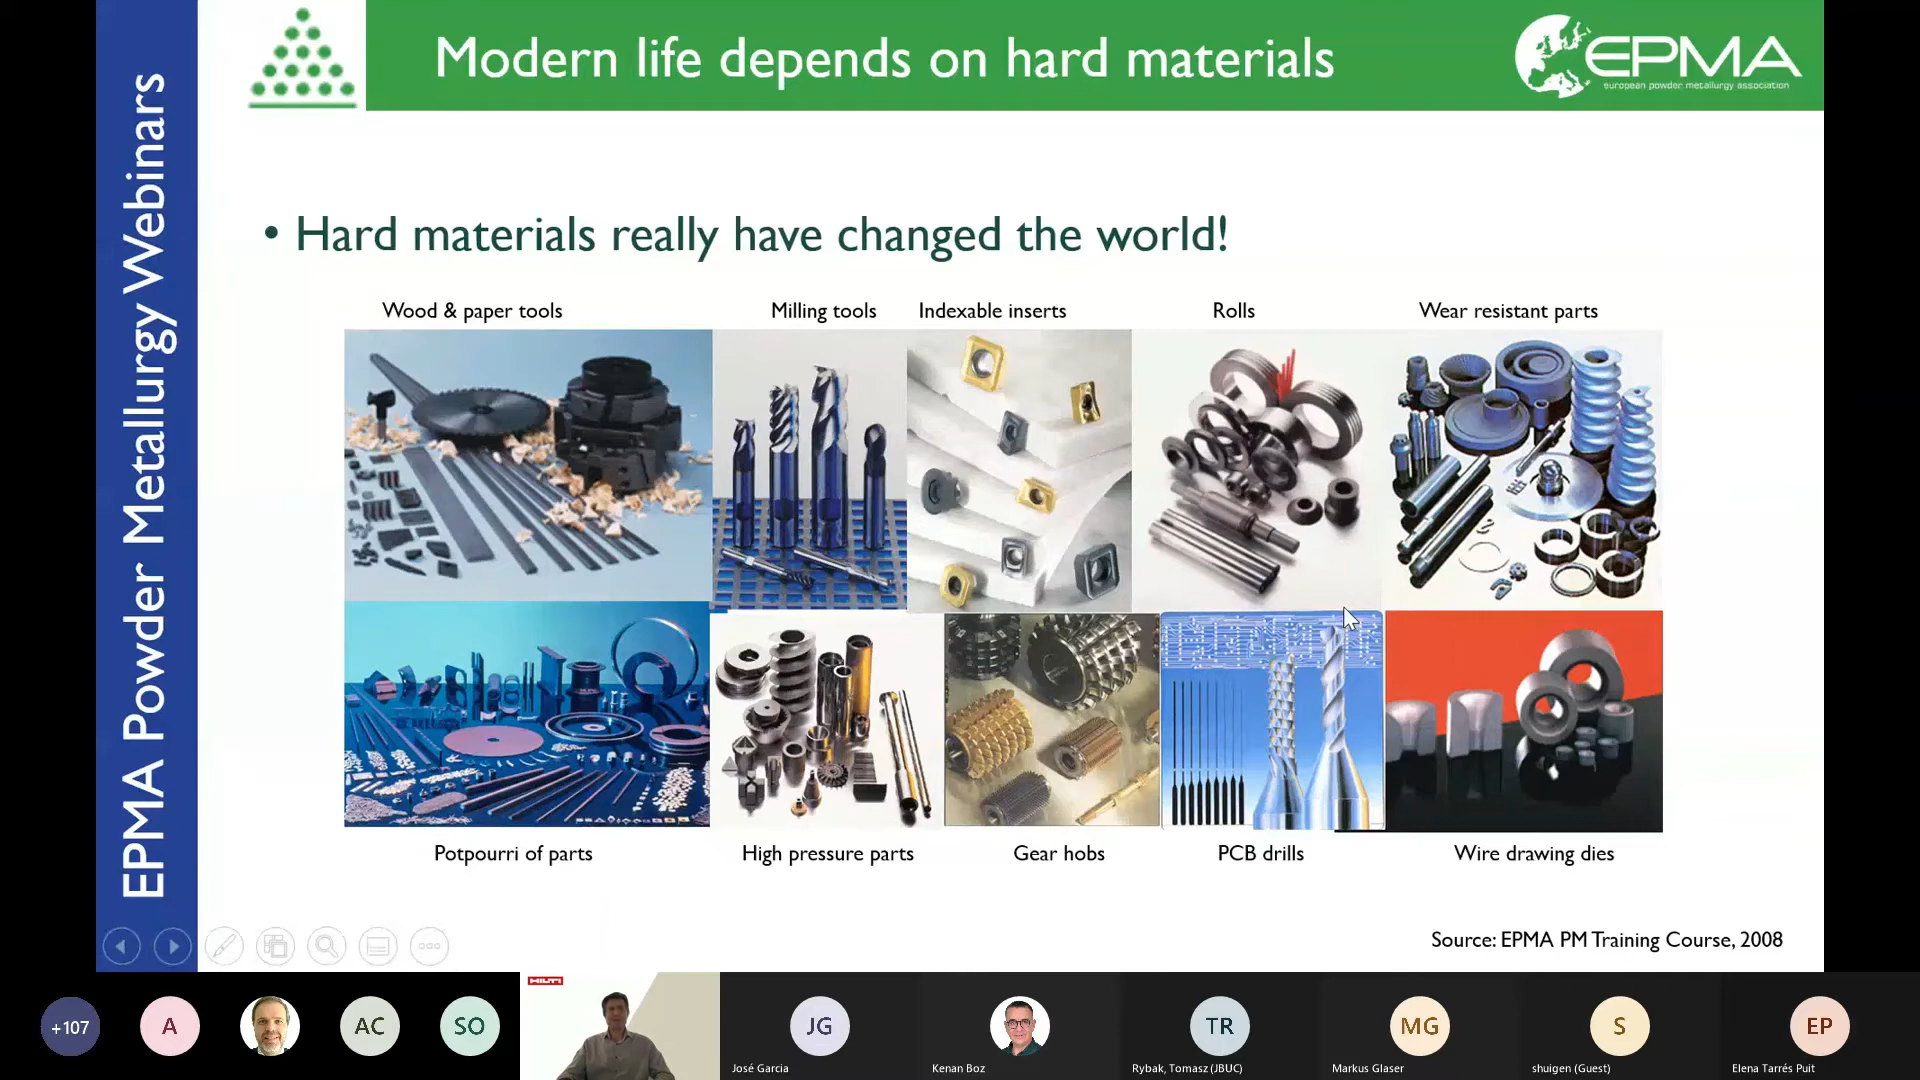 EPMA Powder Metallurgy Webinars
Modern life depends on hard materials
EPMA
european powder metallurgy association
• Hard materials really have changed the world!
Wood & paper tools
Milling tools
Indexable inserts
Rolls
Wear resistant parts
Potpourri of parts
High pressure parts
Gear hobs
PCB drills
Wire drawing dies
Source: EPMA PM Training Course, 2008
+107
A
AC
SO
HILTI
JG
José Garcia
Kenan Boz
TR
Rybak, Tomasz (JBUC)
MG
Markus Glaser
S
shuigen (Guest)
EP
Elena Tarrés Puit